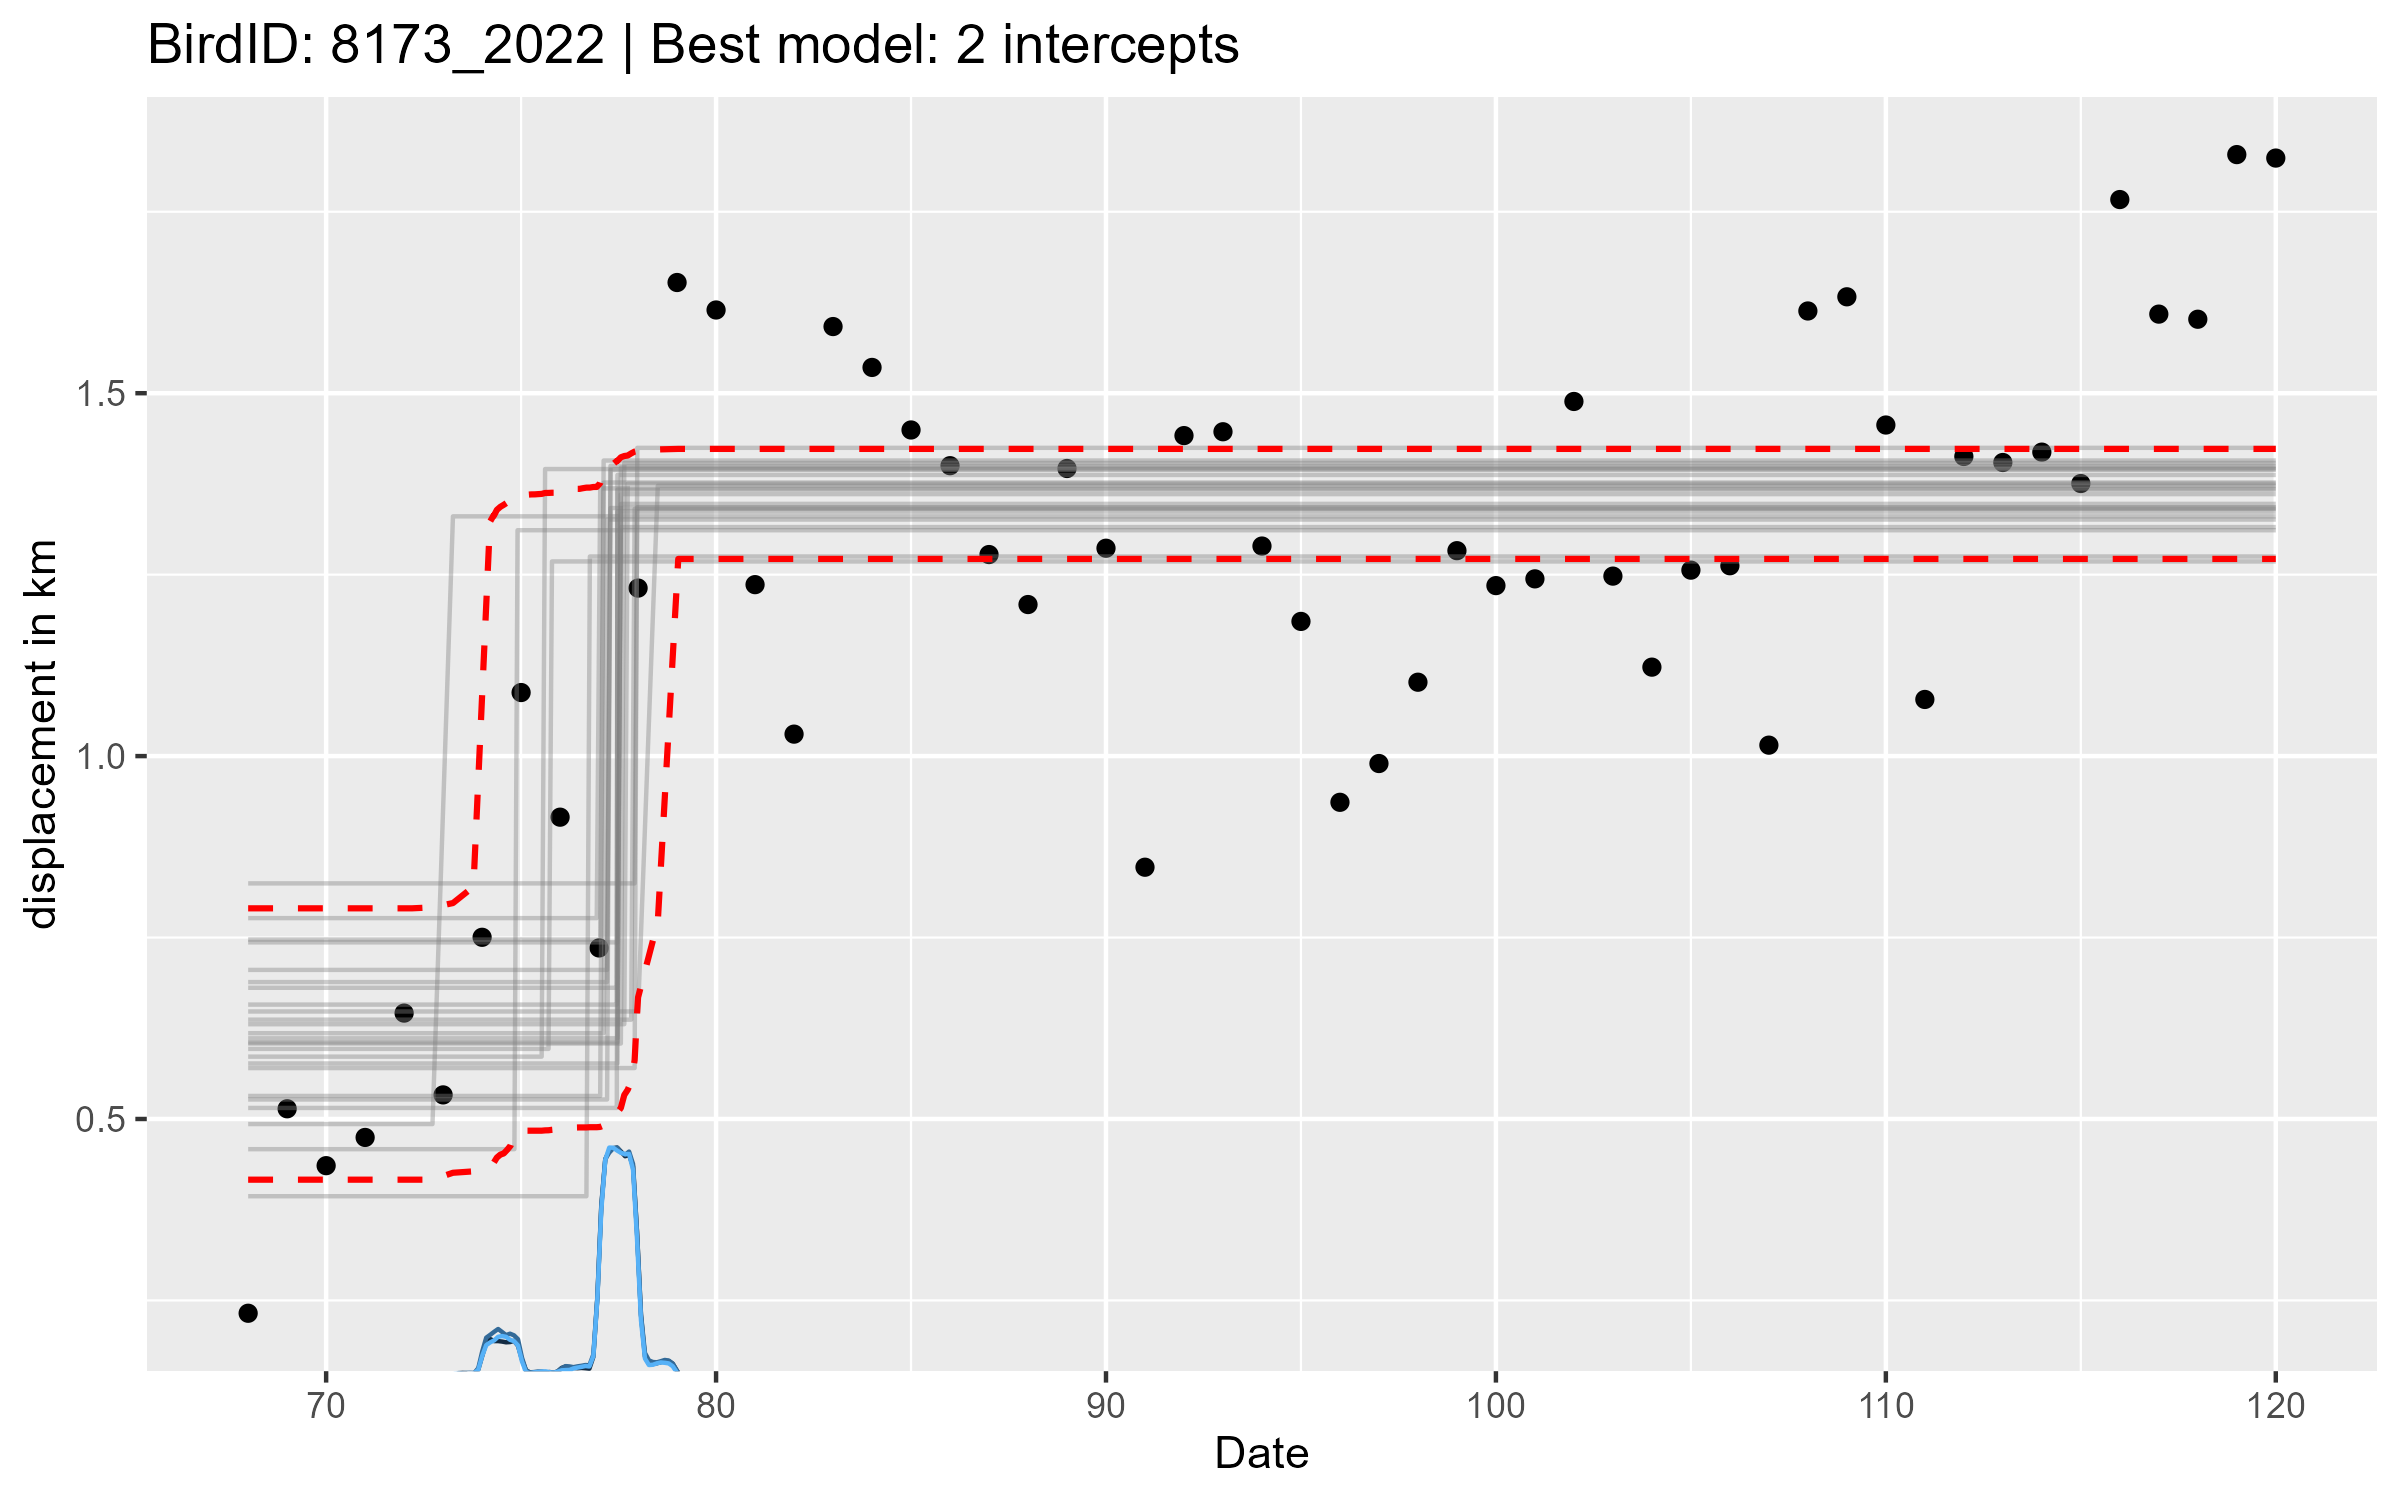 BirdID: 8173_2022 | Best model: 2 intercepts
displacement in km
1.5
1.0
0.5
70 80 90 100 110 120
Date